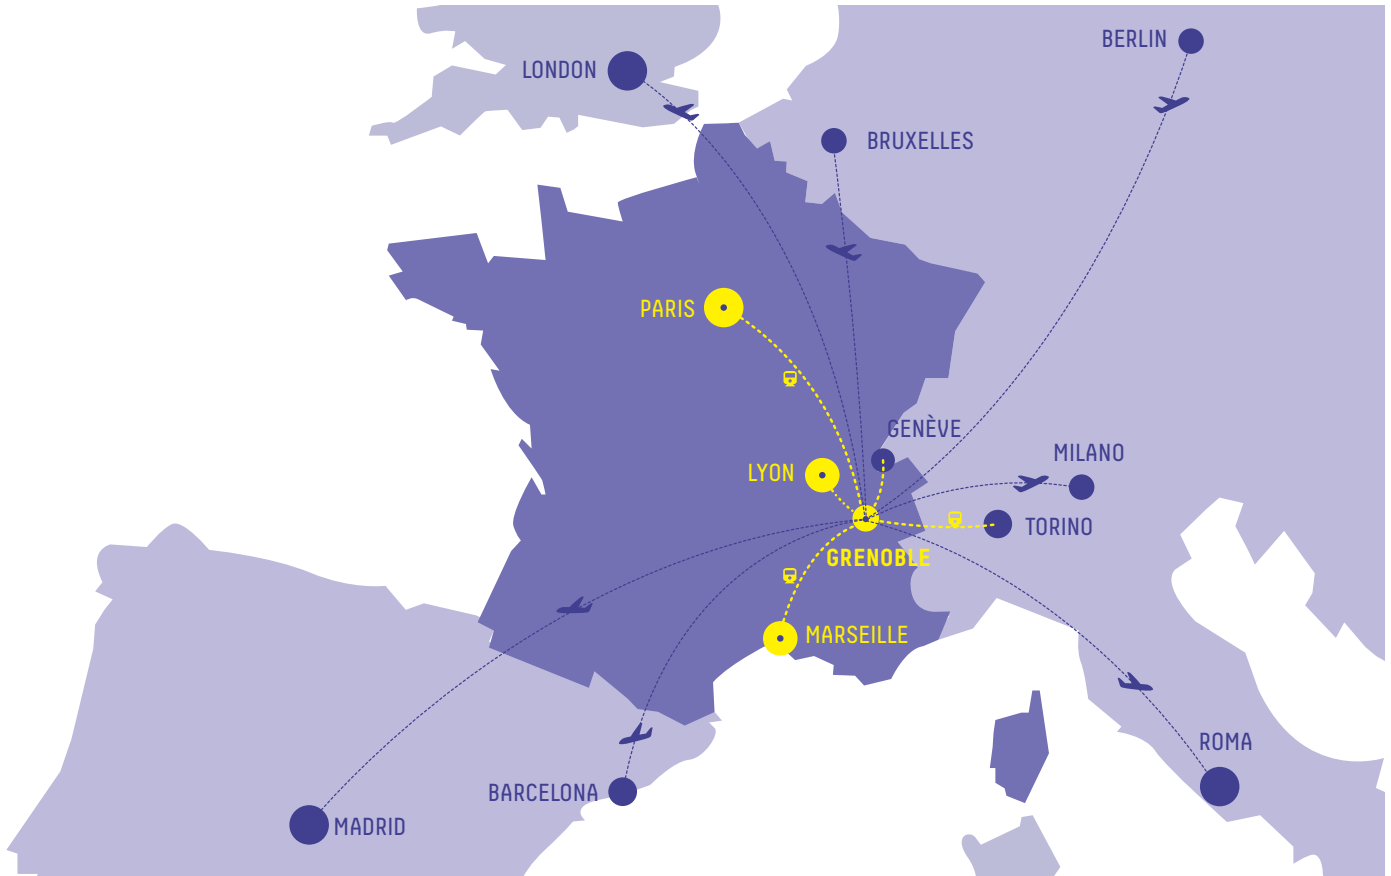 BERLIN
LONDON
BRUXELLES
PARIS
GENÈVE
MILANO
LYON
TORINO
GRENOBLE
MARSEILLE
ROMA
BARCELONA
MADRID